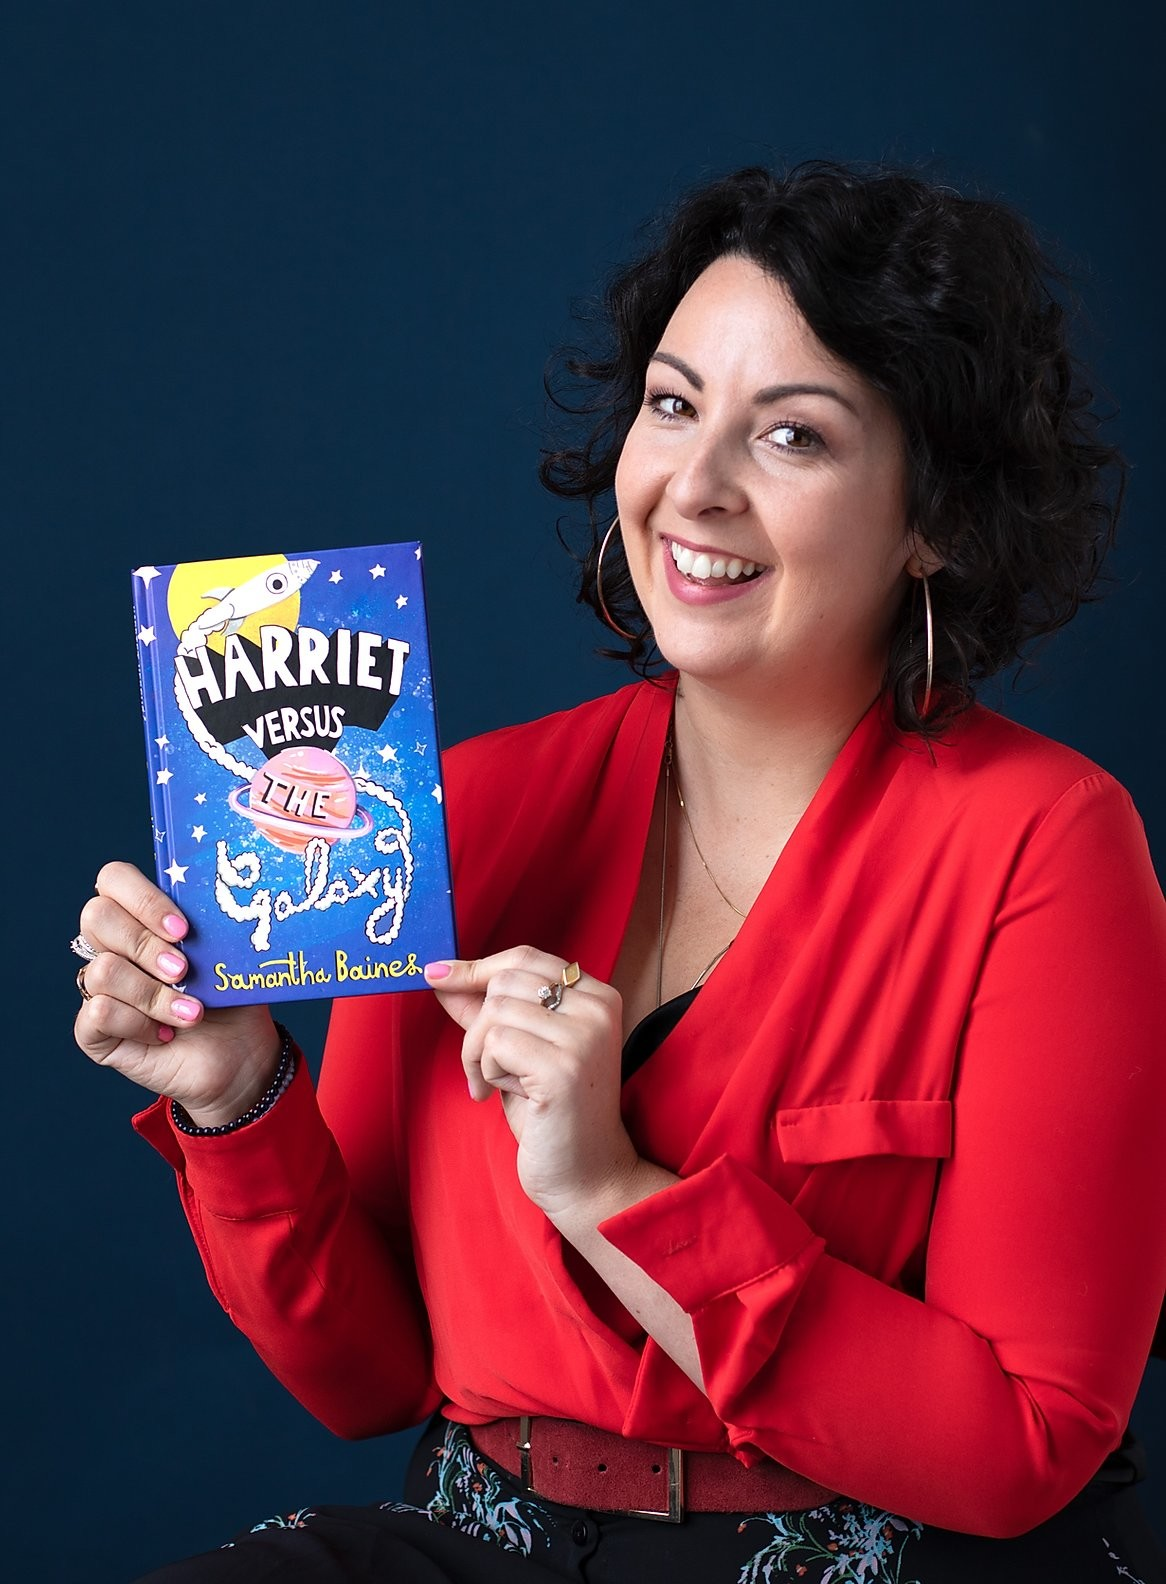 HARRIET
VERSUS
THE
Galaxy
Samantha Baines